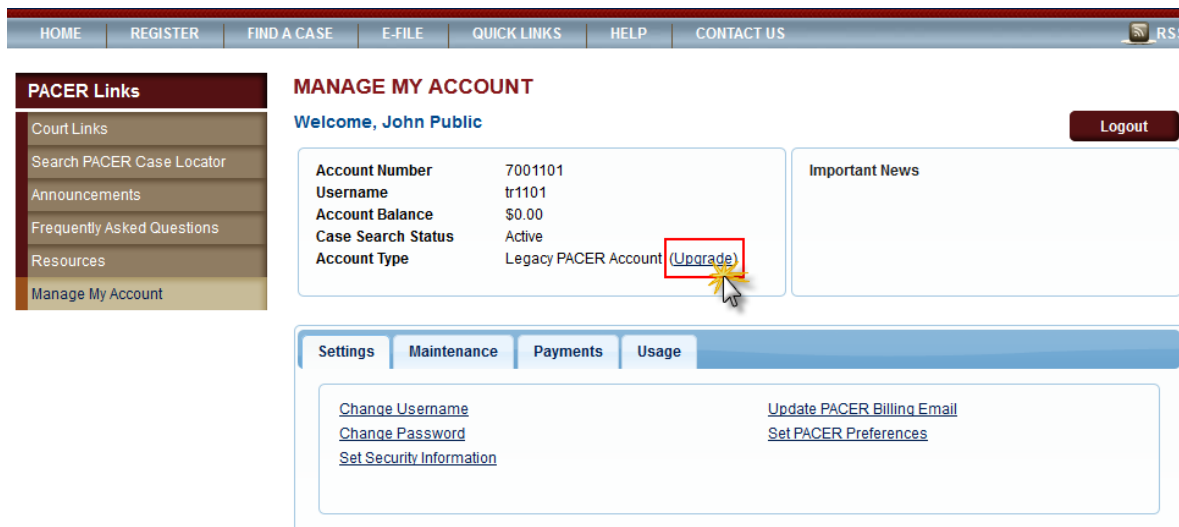 HOME REGISTER FIND A CASE E-FILE QUICK LINKS HELP CONTACT US RSS
PACER Links
Court Links
Search PACER Case Locator
Announcements
Frequently Asked Questions
Resources
Manage My Account
MANAGE MY ACCOUNT
Welcome, John Public
Logout
Account Number 7001101
Username tr1101
Account Balance $0.00
Case Search Status Active
Account Type Legacy PACER Account (Upgrade)
Important News
Settings Maintenance Payments Usage
Change Username
Change Password
Set Security Information
Update PACER Billing Email
Set PACER Preferences